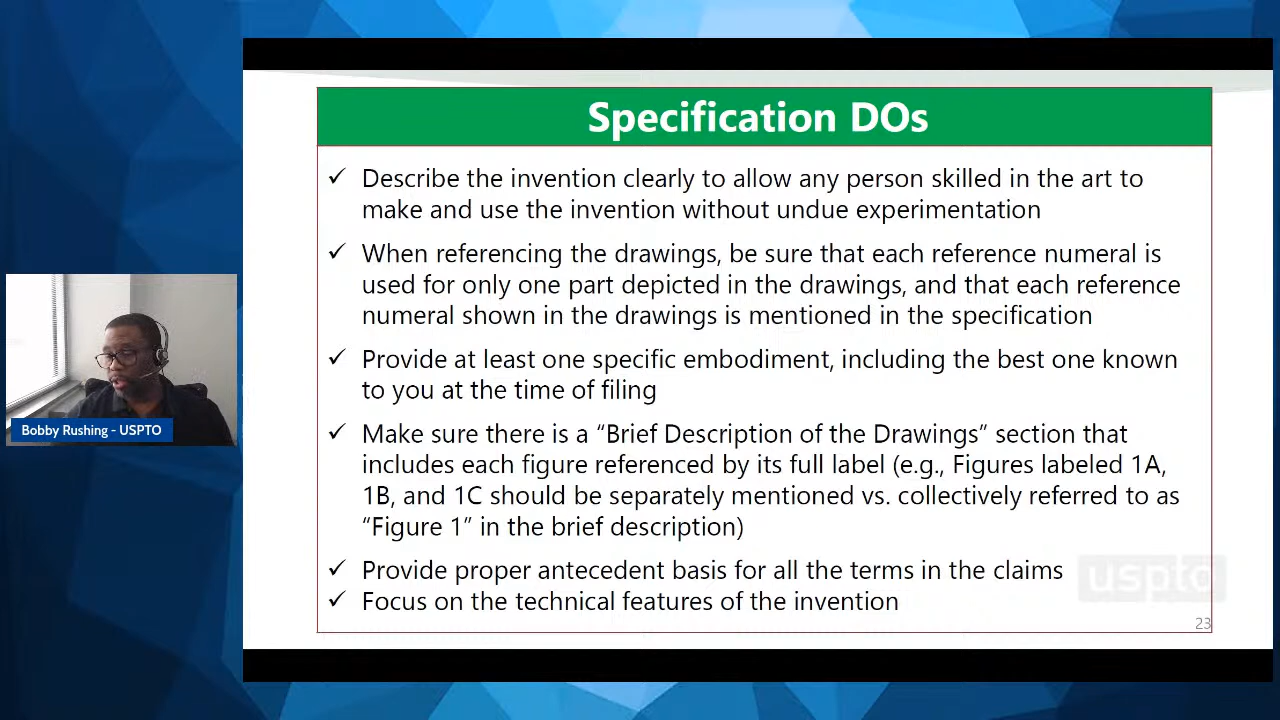 Specification DOs
✓ Describe the invention clearly to allow any person skilled in the art to
make and use the invention without undue experimentation
✓ When referencing the drawings, be sure that each reference numeral is
used for only one part depicted in the drawings, and that each reference
numeral shown in the drawings is mentioned in the specification
✓ Provide at least one specific embodiment, including the best one known
to you at the time of filing
✓ Make sure there is a “Brief Description of the Drawings” section that
includes each figure referenced by its full label (e.g., Figures labeled 1A,
1B, and 1C should be separately mentioned vs. collectively referred to as
“Figure 1” in the brief description)
✓ Provide proper antecedent basis for all the terms in the claims
✓ Focus on the technical features of the invention
uspto
23
Bobby Rushing - USPTO